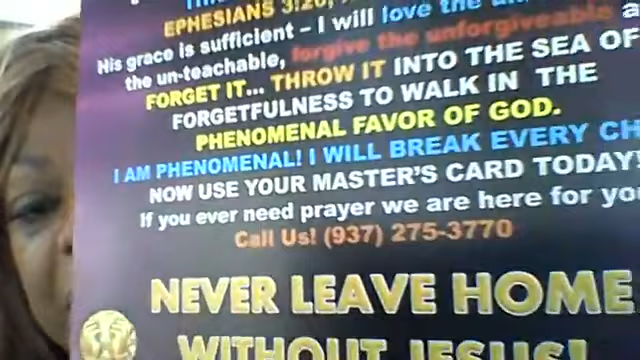 EPHESIANS 3:20,
His grace is sufficient – I will love the
the un-teachable, forgive the unforgiveable
FORGET IT... THROW IT INTO THE SEA OF
FORGETFULNESS TO WALK IN THE
PHENOMENAL FAVOR OF GOD.
I AM PHENOMENAL! I WILL BREAK EVERY CH
NOW USE YOUR MASTER'S CARD TODAY!
If you ever need prayer we are here for yo
Call Us! (937) 275-3770
NEVER LEAVE HOME
WITHOUT JESUS!